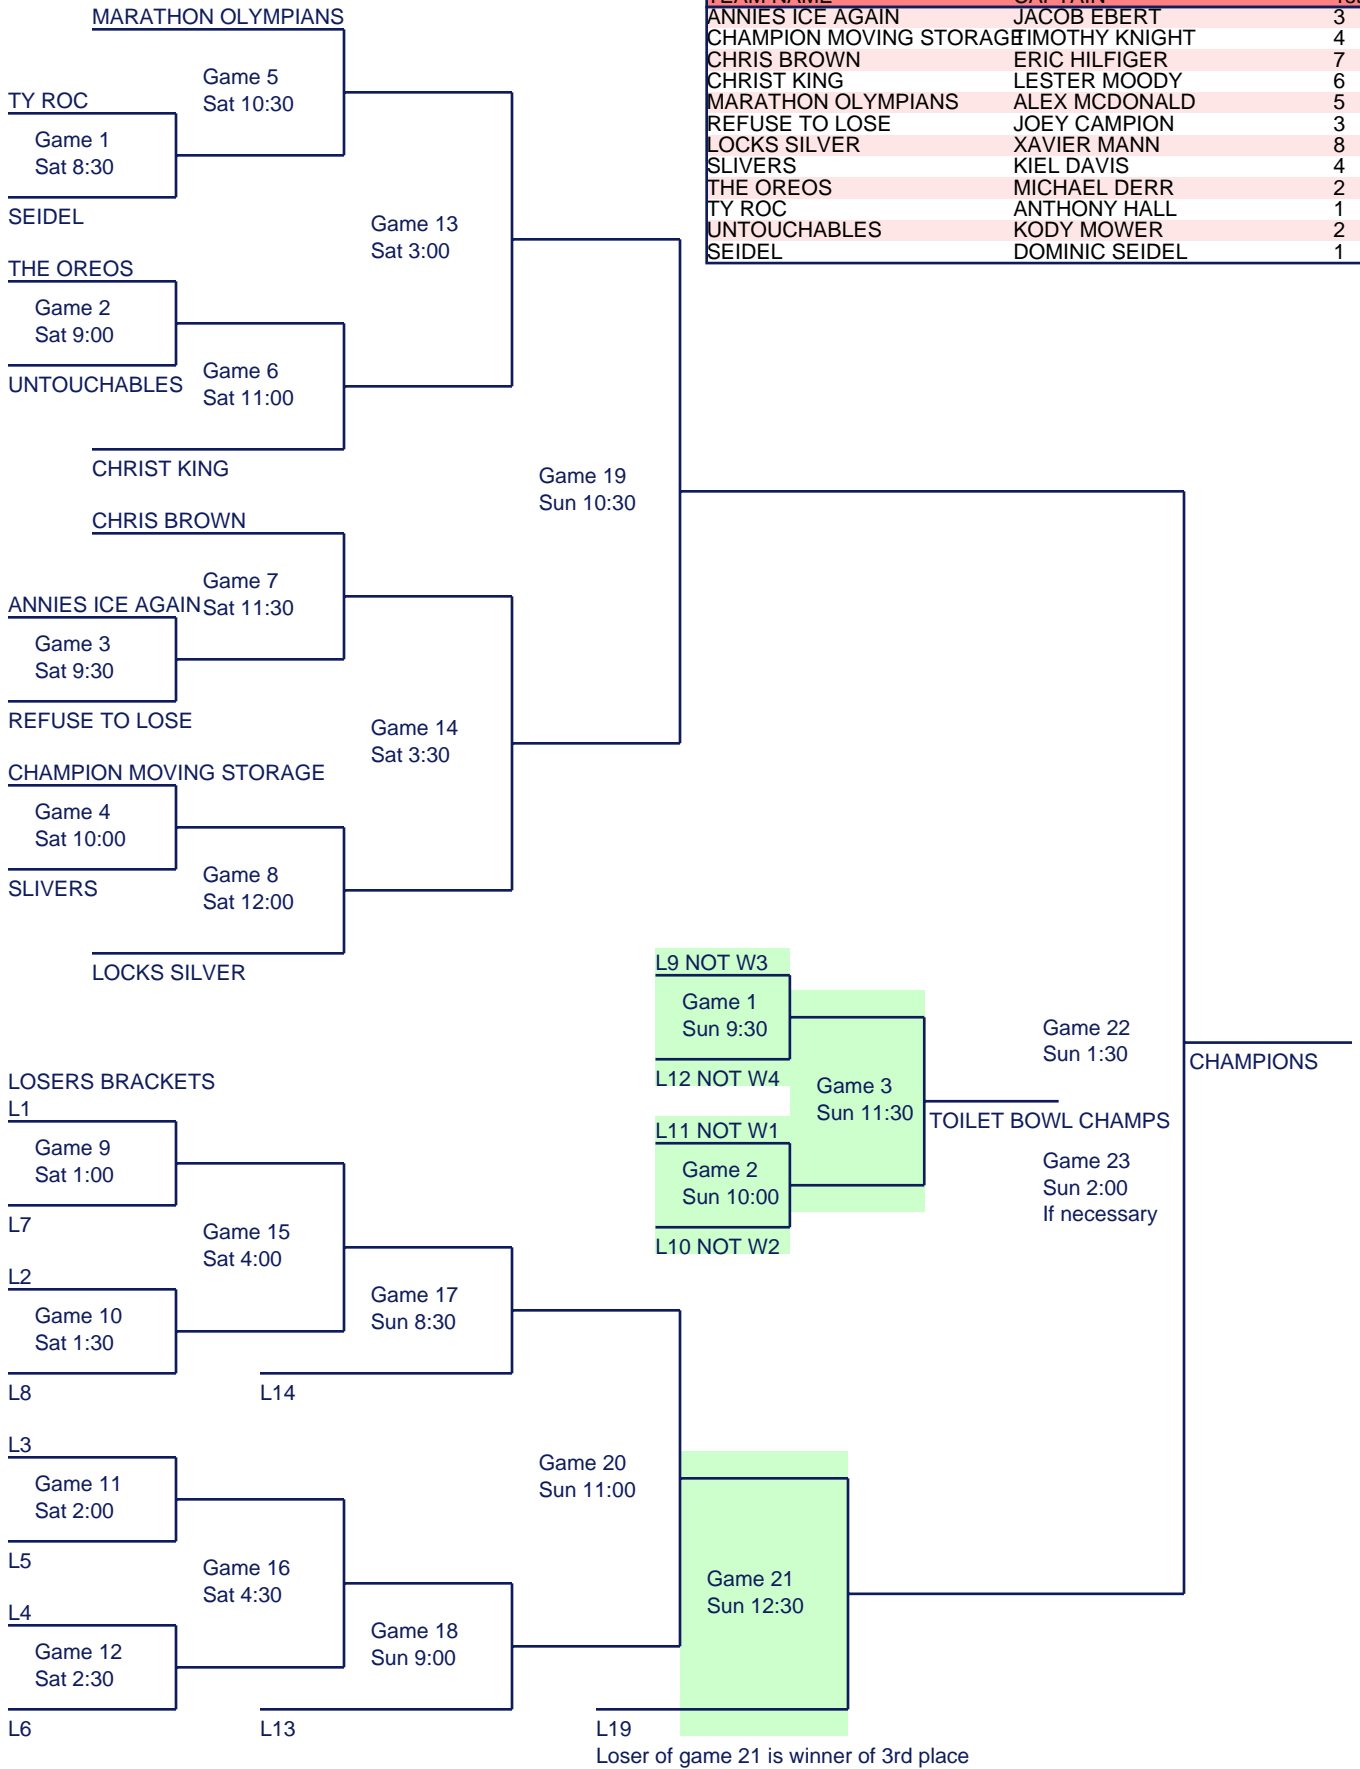 MARATHON OLYMPIANS
Game 5
Sat 10:30
TY ROC
Game 1
Sat 8:30
SEIDEL
Game 13
Sat 3:00
THE OREOS
Game 2
Sat 9:00
UNTOUCHABLES
Game 6
Sat 11:00
CHRIST KING
Game 19
Sun 10:30
CHRIS BROWN
Game 7
Sat 11:30
ANNIES ICE AGAIN
Game 3
Sat 9:30
REFUSE TO LOSE
Game 14
Sat 3:30
CHAMPION MOVING STORAGE
Game 4
Sat 10:00
SLIVERS
Game 8
Sat 12:00
LOCKS SILVER
TEAM NAME CAPTAIN
ANNIES ICE AGAIN JACOB EBERT 3
CHAMPION MOVING STORAGE TIMOTHY KNIGHT 4
CHRIS BROWN ERIC HILFIGER 7
CHRIST KING LESTER MOODY 6
MARATHON OLYMPIANS ALEX MCDONALD 5
REFUSE TO LOSE JOEY CAMPION 3
LOCKS SILVER XAVIER MANN 8
SLIVERS KIEL DAVIS 4
THE OREOS MICHAEL DERR 2
TY ROC ANTHONY HALL 1
UNTOUCHABLES KODY MOWER 2
SEIDEL DOMINIC SEIDEL 1
L9 NOT W3
Game 1
Sun 9:30
L12 NOT W4
Game 3
Sun 11:30
L11 NOT W1
Game 2
Sun 10:00
L10 NOT W2
TOILET BOWL CHAMPS
Game 22
Sun 1:30
CHAMPIONS
Game 23
Sun 2:00
If necessary
LOSERS BRACKETS
L1
Game 9
Sat 1:00
L7
Game 15
Sat 4:00
L2
Game 10
Sat 1:30
L8
Game 17
Sun 8:30
L14
L3
Game 11
Sat 2:00
L5
Game 16
Sat 4:30
L4
Game 12
Sat 2:30
L6
Game 18
Sun 9:00
L13
Game 20
Sun 11:00
Game 21
Sun 12:30
L19
Loser of game 21 is winner of 3rd place